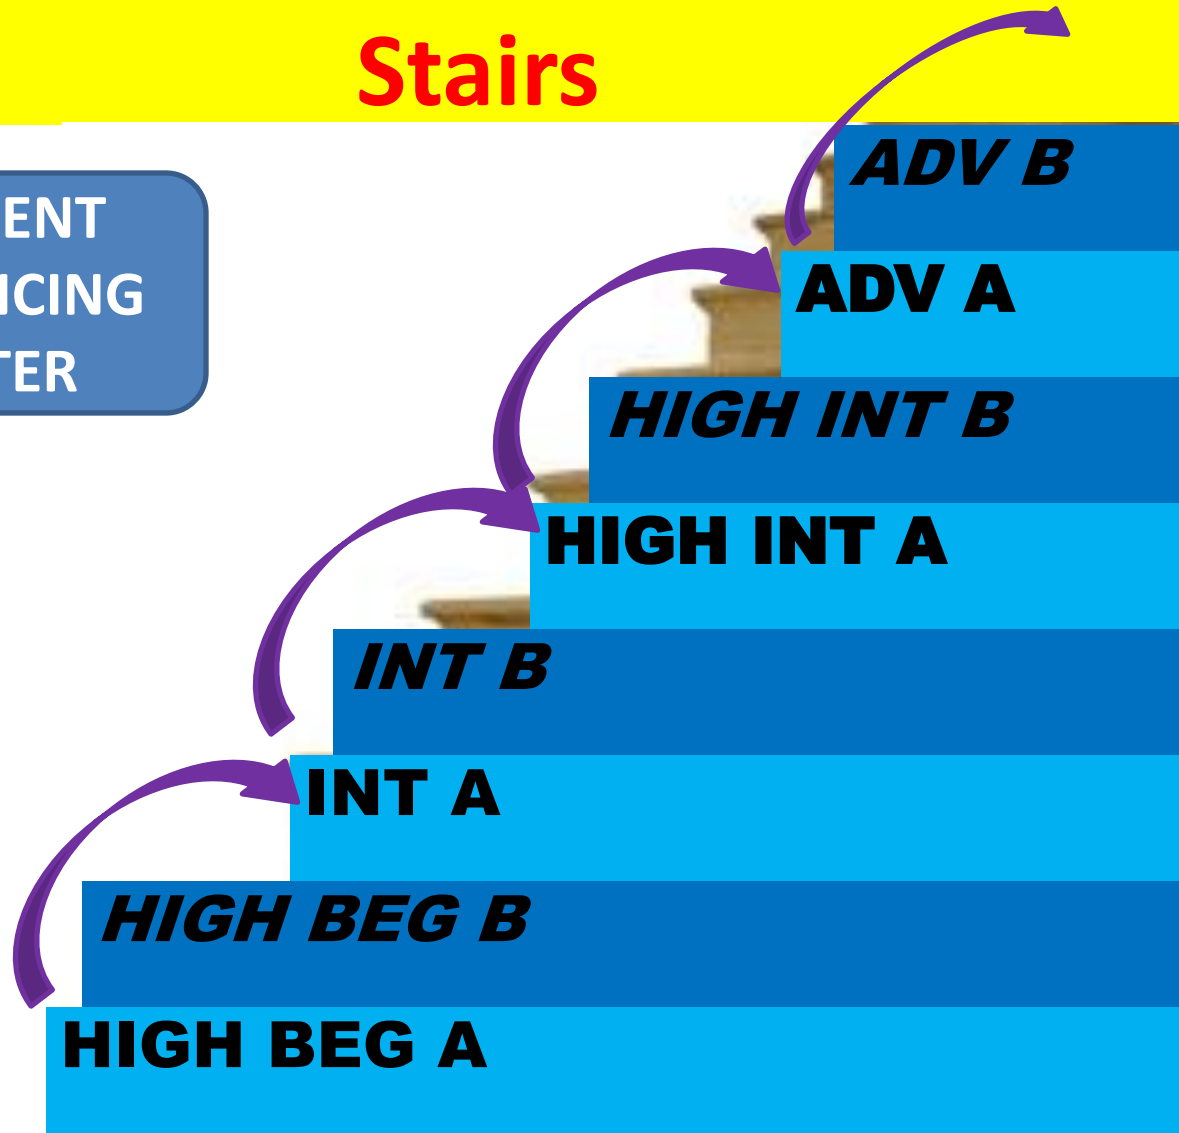 Stairs
ENT
ICING
TER
ADV B
ADV A
HIGH INT B
HIGH INT A
INT B
INT A
HIGH BEG B
HIGH BEG A